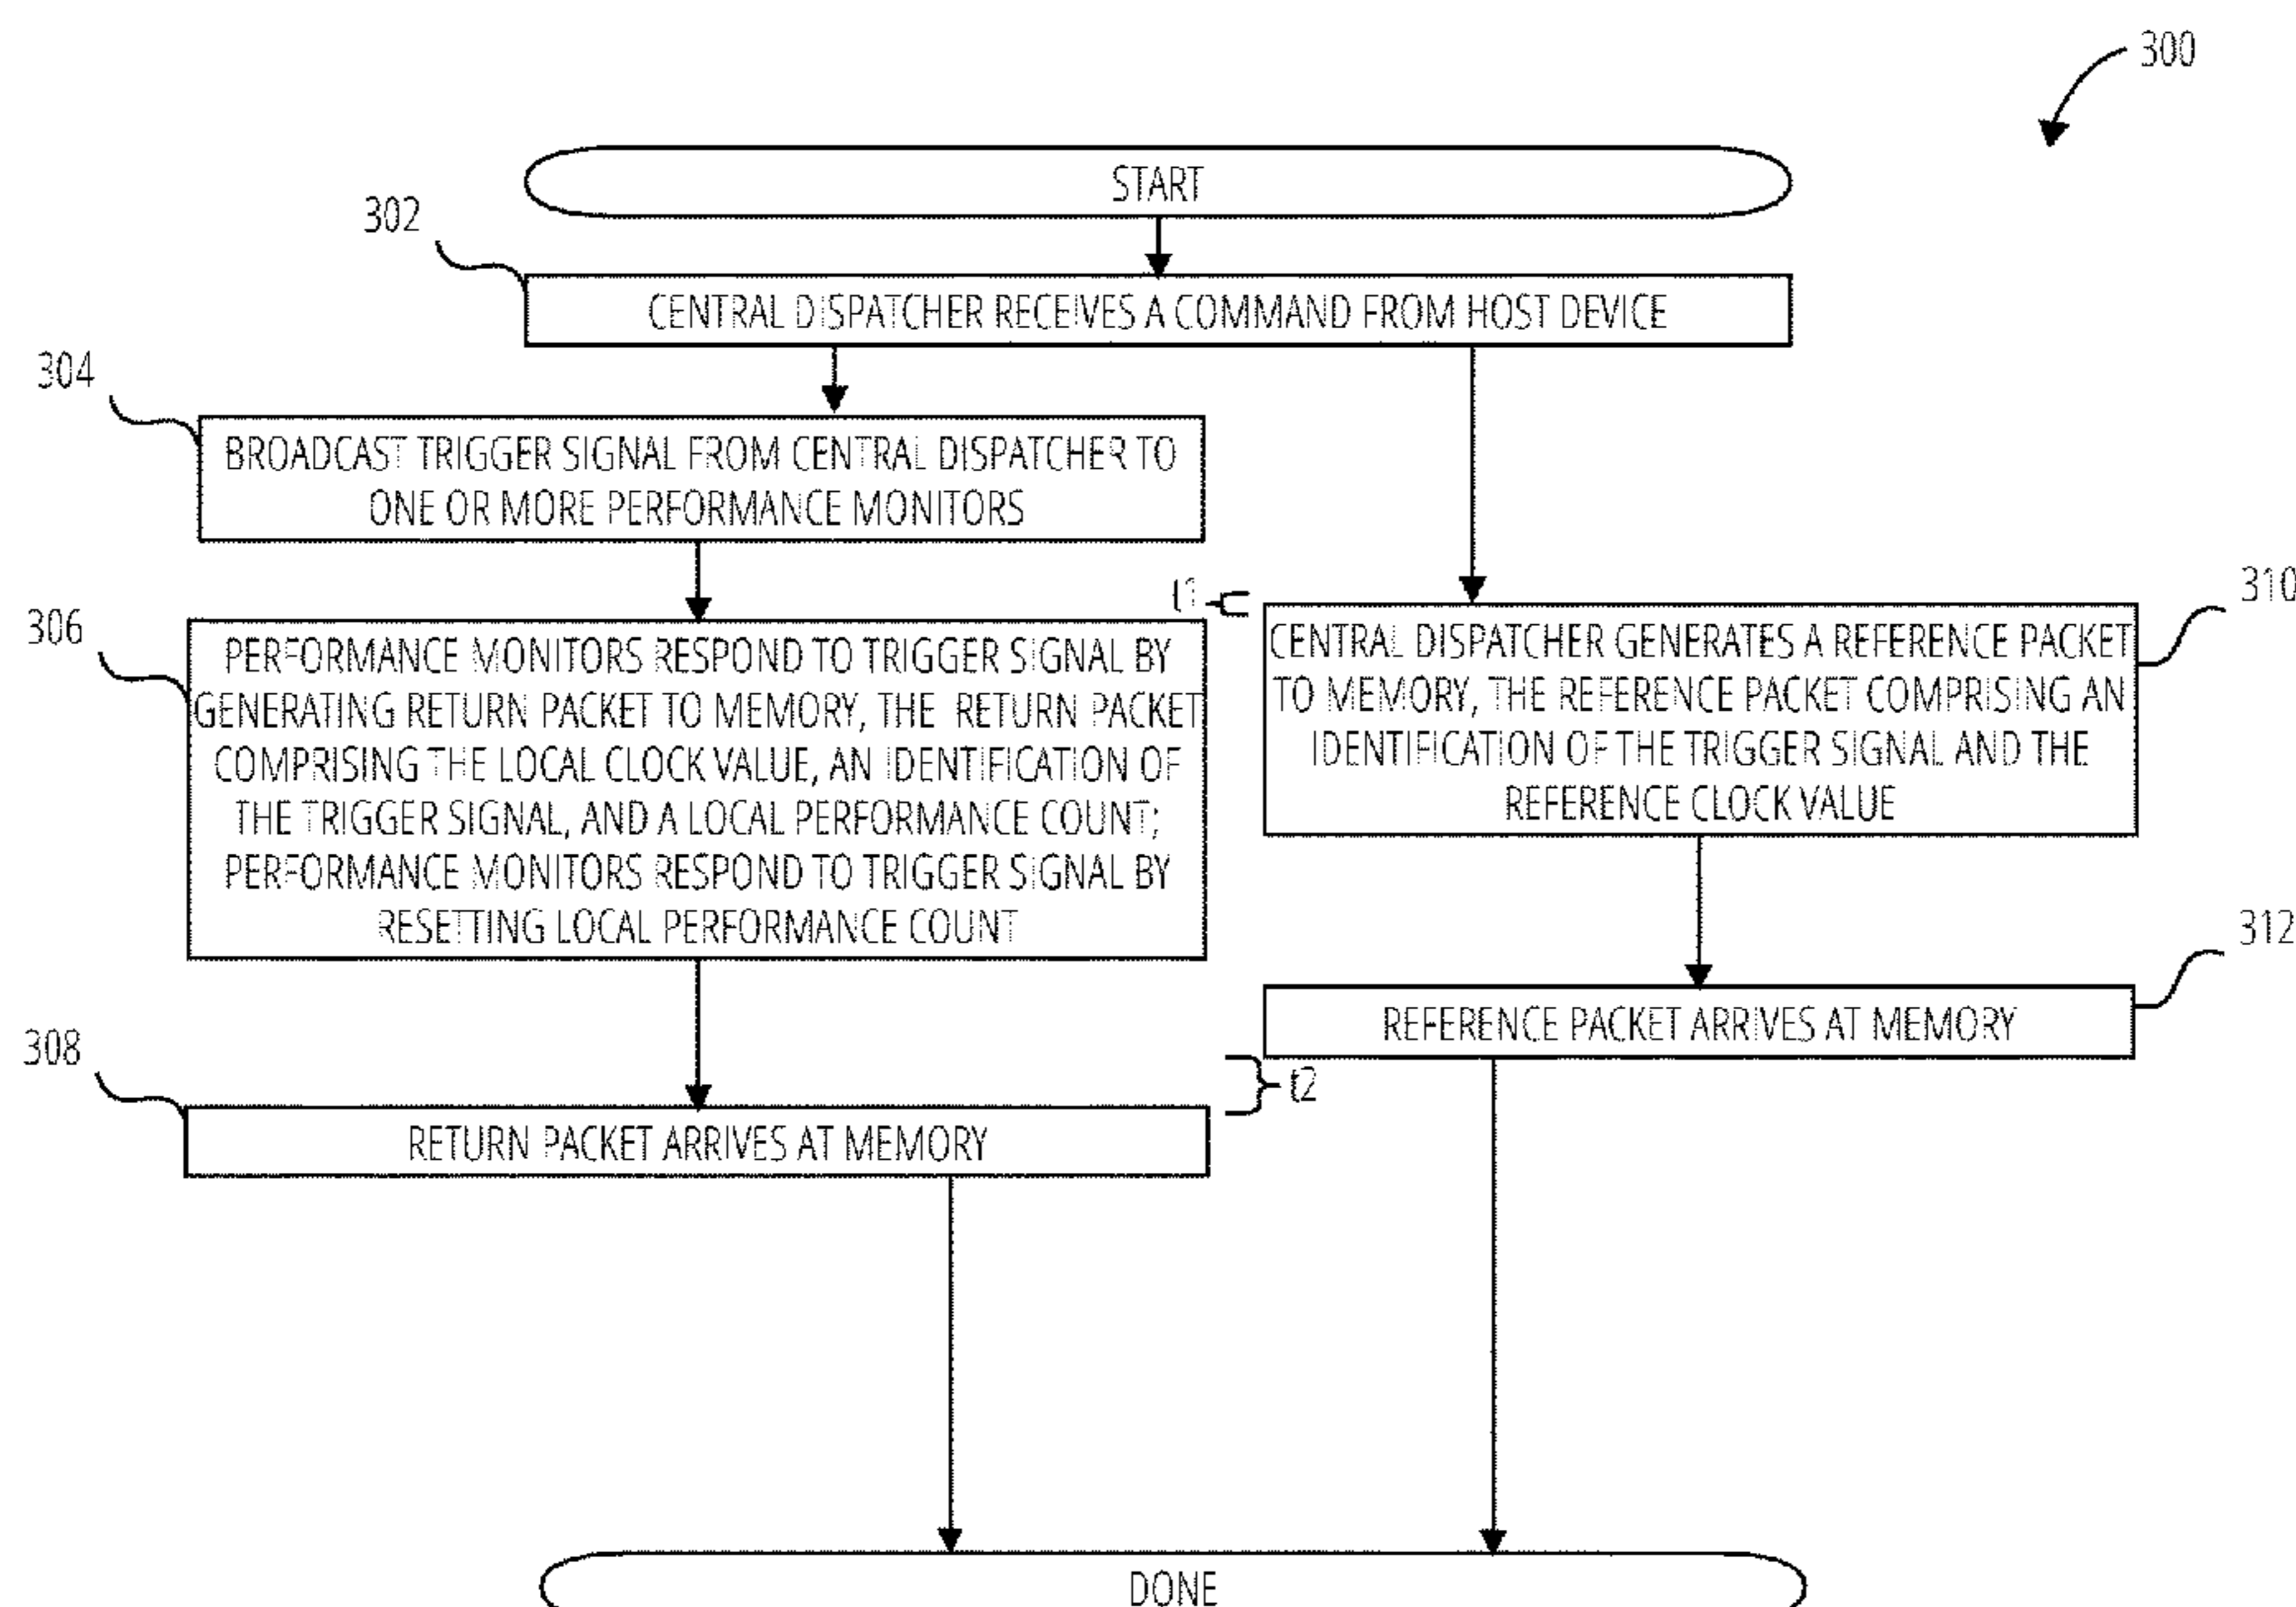 300
START
302
CENTRAL DISPATCHER RECEIVES A COMMAND FROM HOST DEVICE
304
BROADCAST TRIGGER SIGNAL FROM CENTRAL DISPATCHER TO
ONE OR MORE PERFORMANCE MONITORS
306
PERFORMANCE MONITORS RESPOND TO TRIGGER SIGNAL BY
GENERATING RETURN PACKET TO MEMORY, THE RETURN PACKET
COMPRISING THE LOCAL CLOCK VALUE, AN IDENTIFICATION OF
THE TRIGGER SIGNAL, AND A LOCAL PERFORMANCE COUNT;
PERFORMANCE MONITORS RESPOND TO TRIGGER SIGNAL BY
RESETTING LOCAL PERFORMANCE COUNT
t1
310
CENTRAL DISPATCHER GENERATES A REFERENCE PACKET
TO MEMORY, THE REFERENCE PACKET COMPRISING AN
IDENTIFICATION OF THE TRIGGER SIGNAL AND THE
REFERENCE CLOCK VALUE
312
REFERENCE PACKET ARRIVES AT MEMORY
308
t2
RETURN PACKET ARRIVES AT MEMORY
DONE